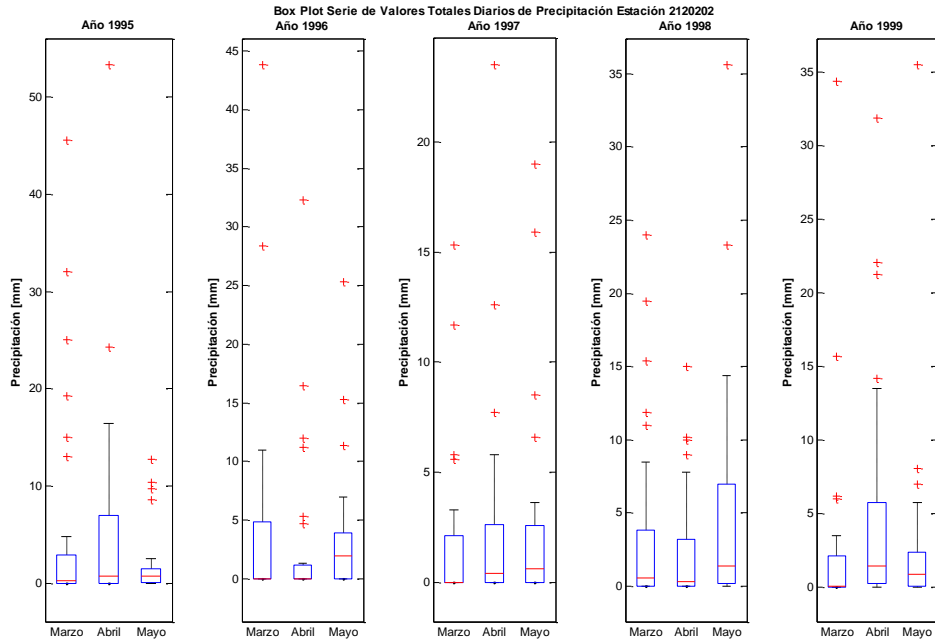 Box Plot Serie de Valores Totales Diarios de Precipitación Estación 2120202
Año 1995
Año 1996
Año 1997
Año 1998
Año 1999
Precipitación [mm]
50
40
30
20
10
0
Marzo Abril Mayo
Precipitación [mm]
45
40
35
30
25
20
15
10
5
0
Marzo Abril Mayo
Precipitación [mm]
20
15
10
5
0
Marzo Abril Mayo
Precipitación [mm]
35
30
25
20
15
10
5
0
Marzo Abril Mayo
Precipitación [mm]
35
30
25
20
15
10
5
0
Marzo Abril Mayo